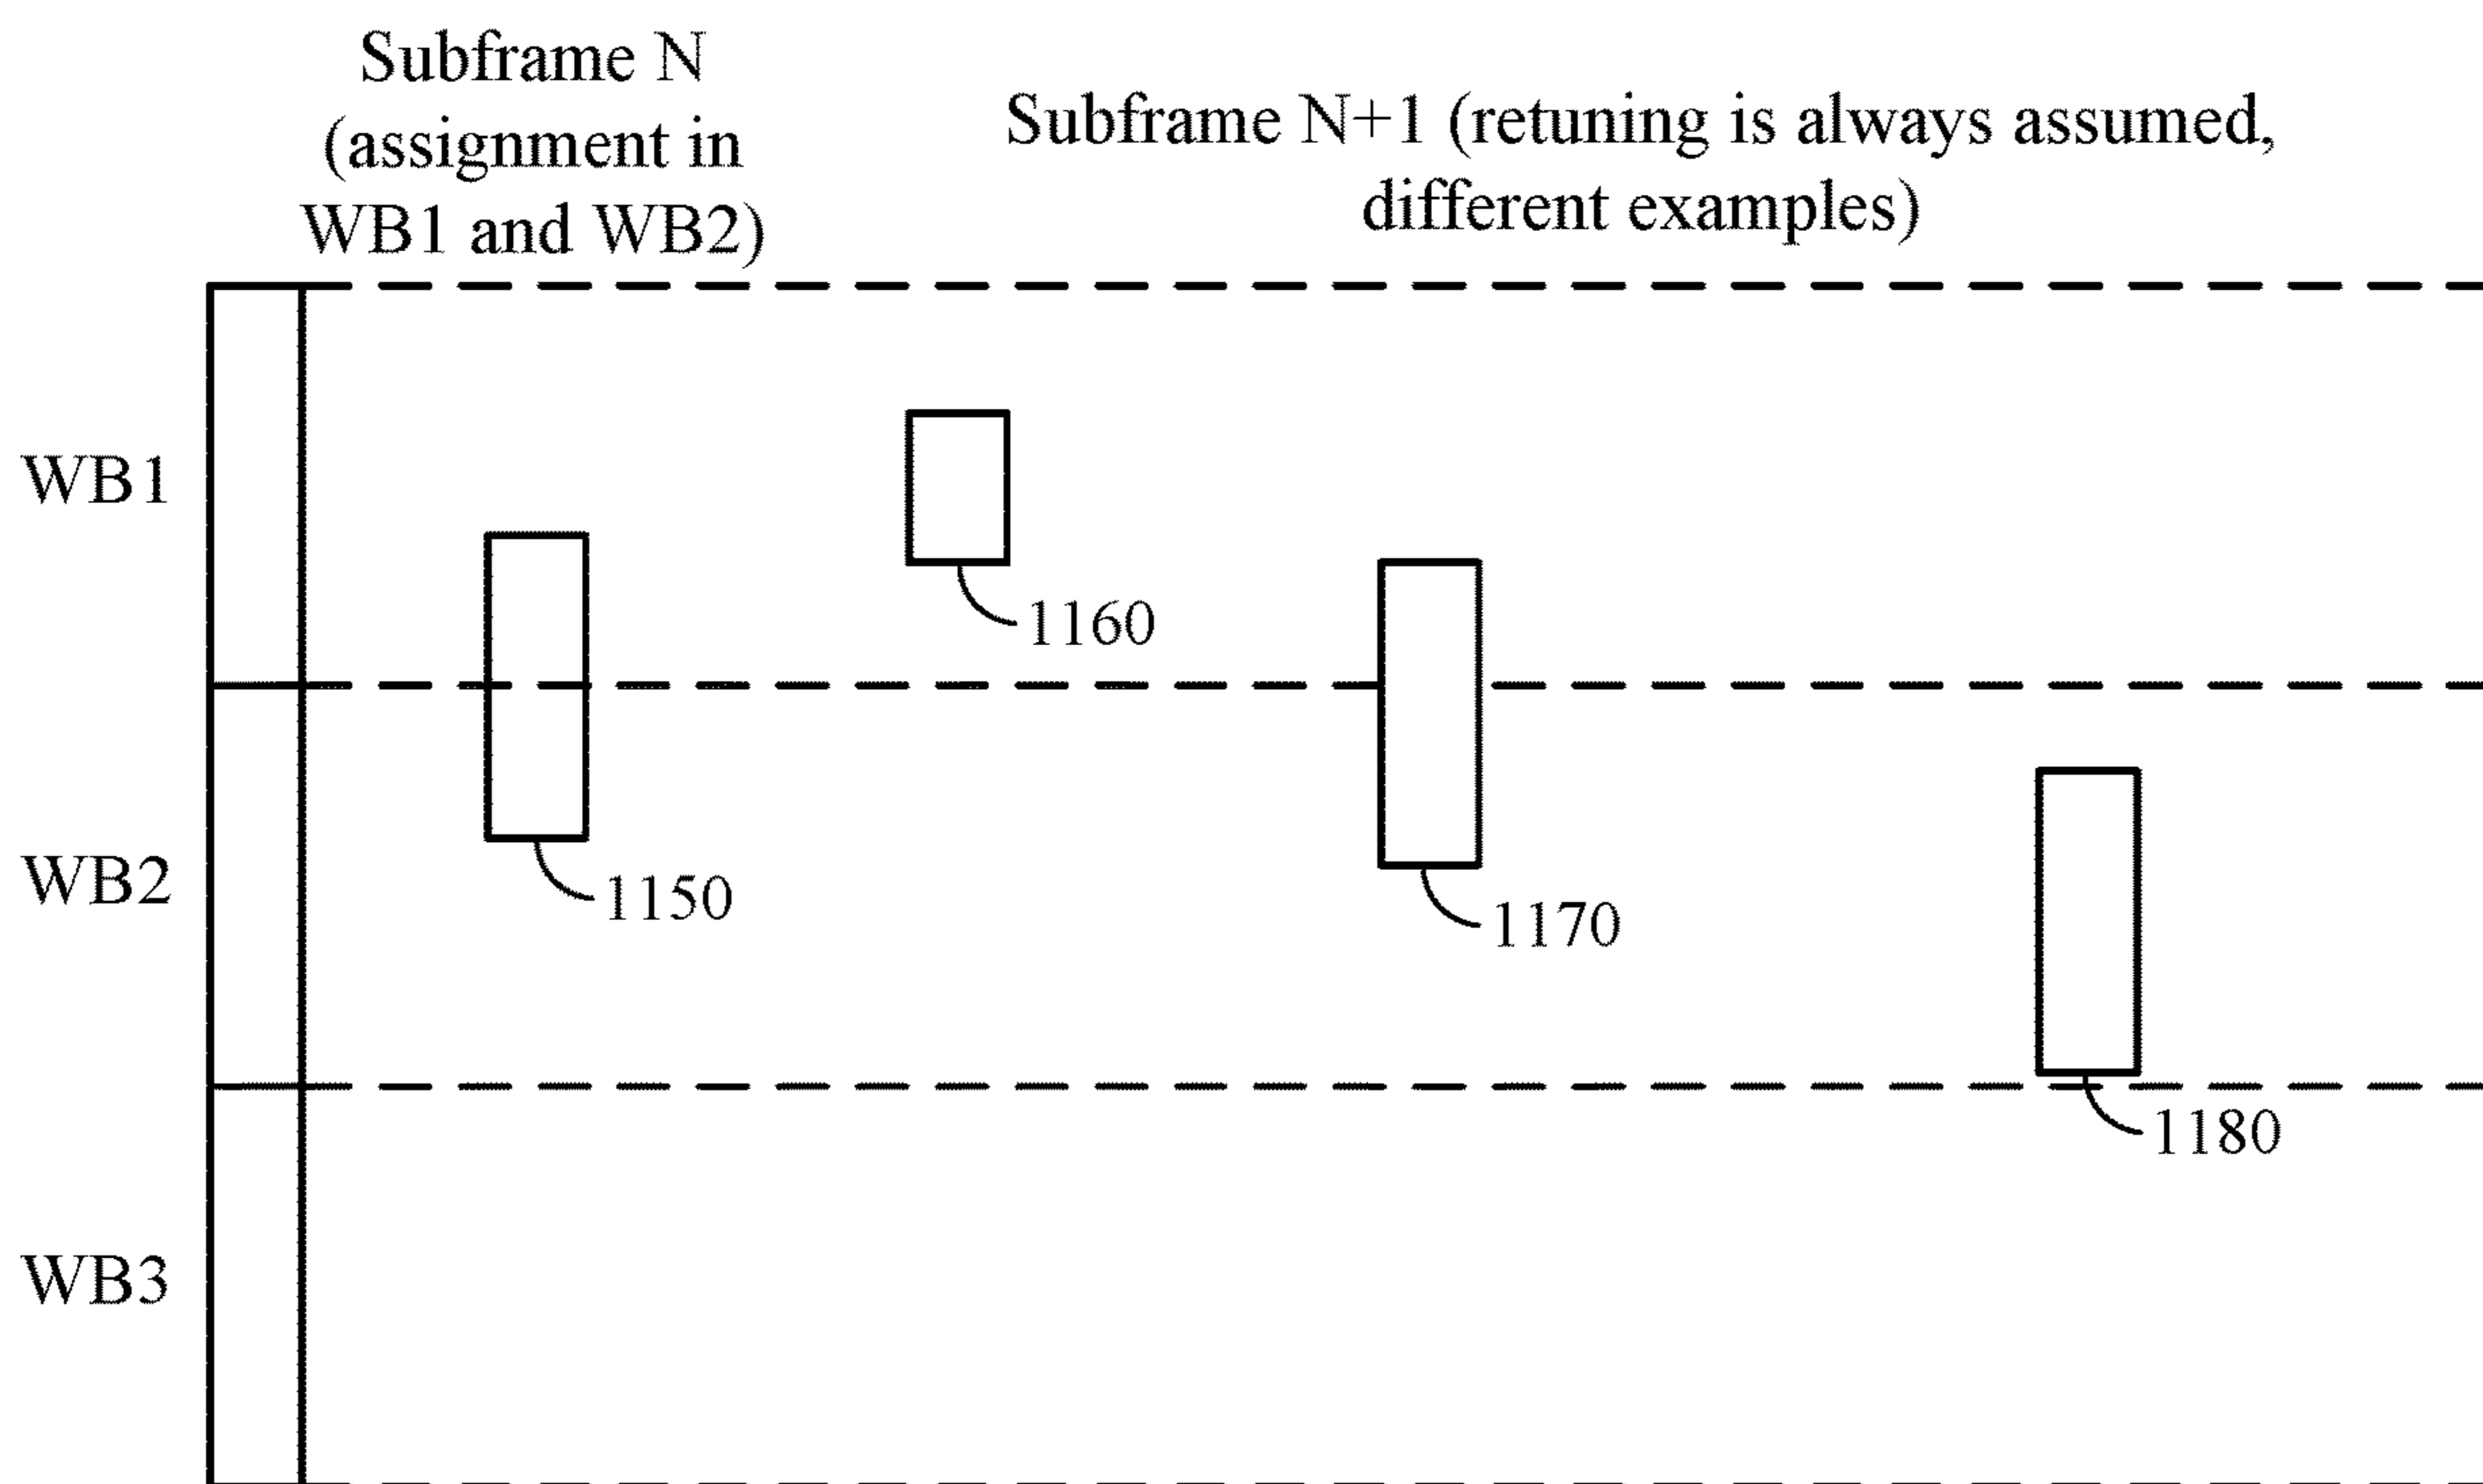 Subframe N
(assignment in
WB1 and WB2)
Subframe N+1 (retuning is always assumed,
different examples)
WB1
1160
WB2
1150
1170
1180
WB3